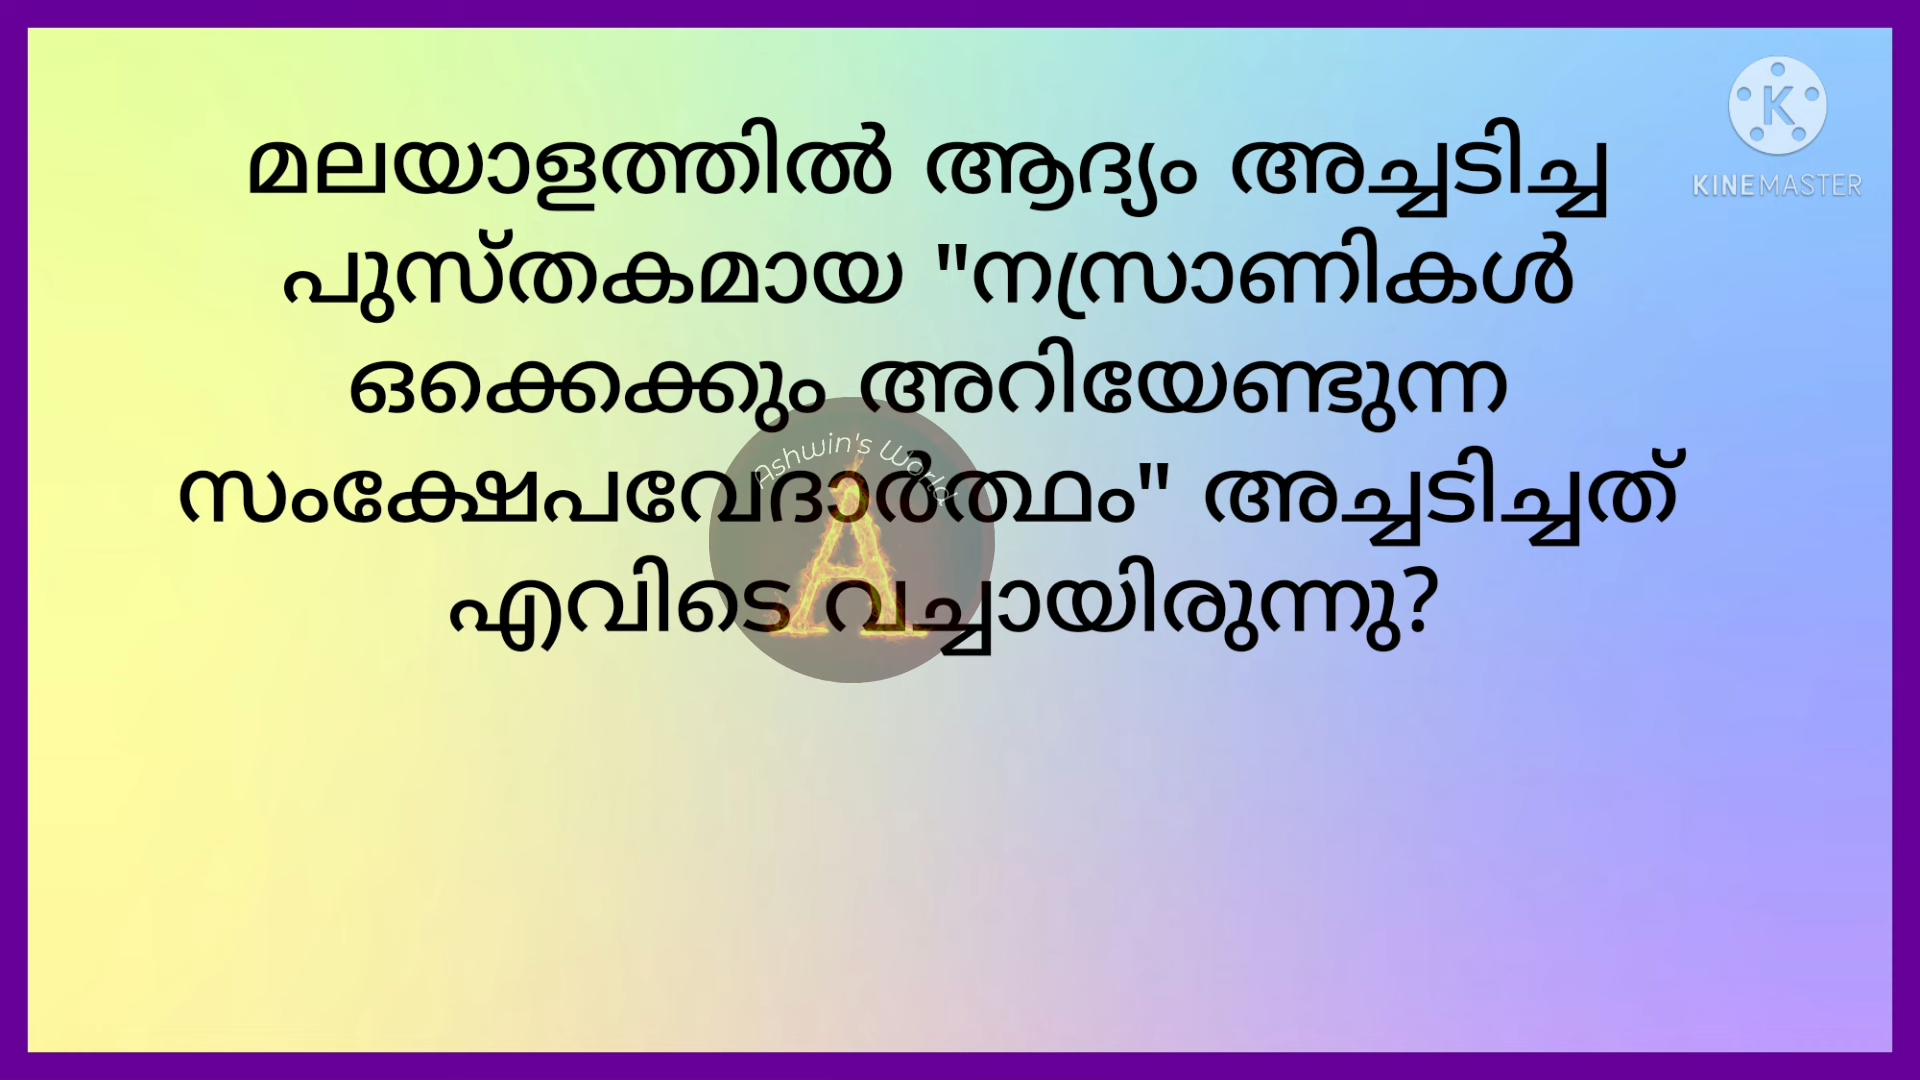 മലയാളത്തിൽ ആദ്യം അച്ചടിച്ച
പുസ്തകമായ "നസ്രാണികൾ
ഒക്കെക്കും അറിയേണ്ടുന്ന
സംക്ഷേപവേദാർത്ഥം" അച്ചടിച്ചത്
എവിടെ വച്ചായിരുന്നു?
K
KINEMASTER
Ashwin's World
A